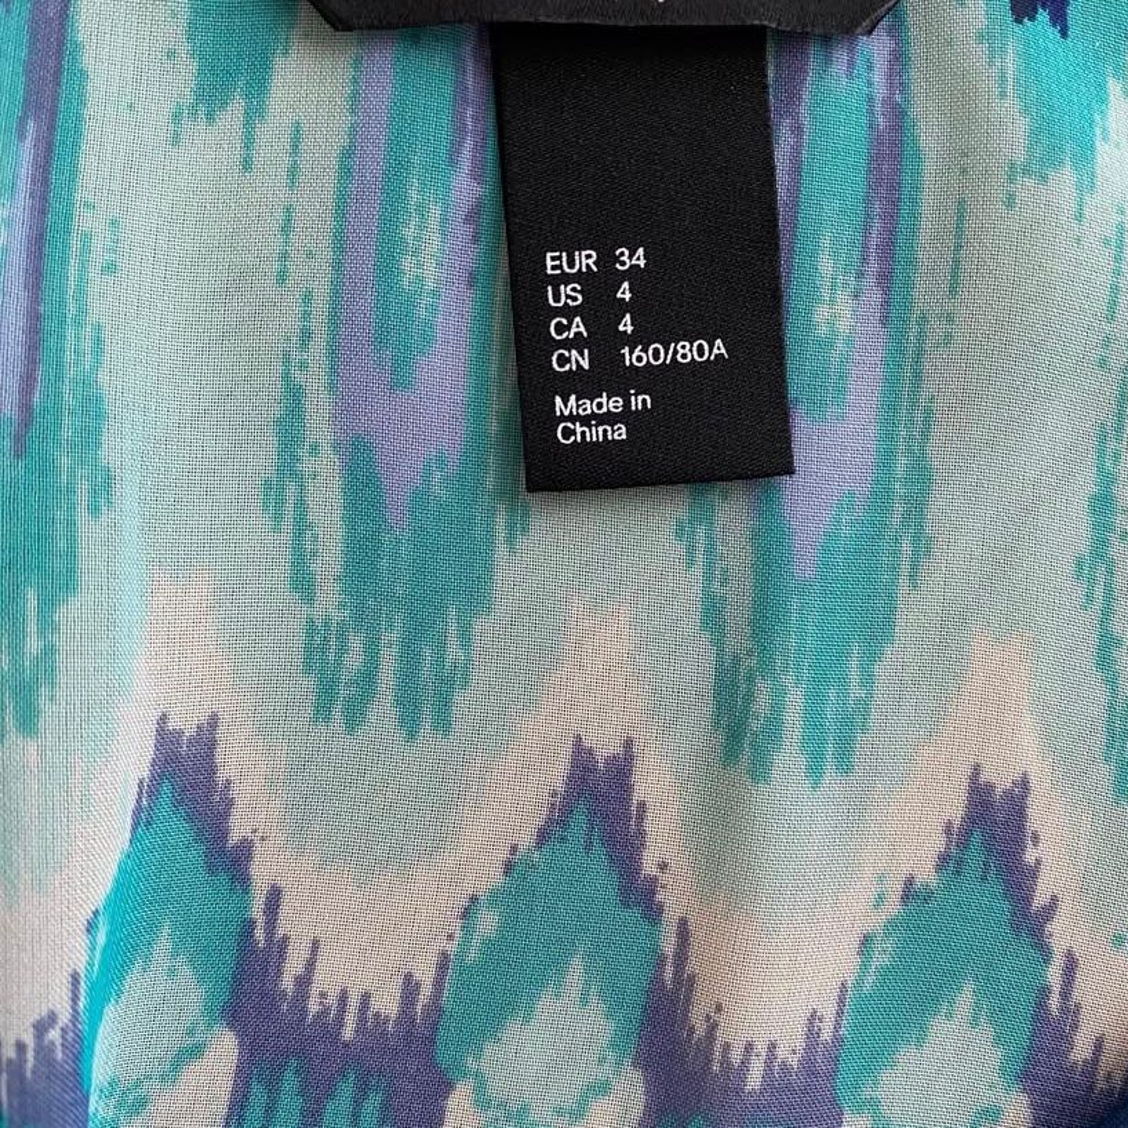 EUR 34
US 4
CA 4
CN 160/80A
Made in
China